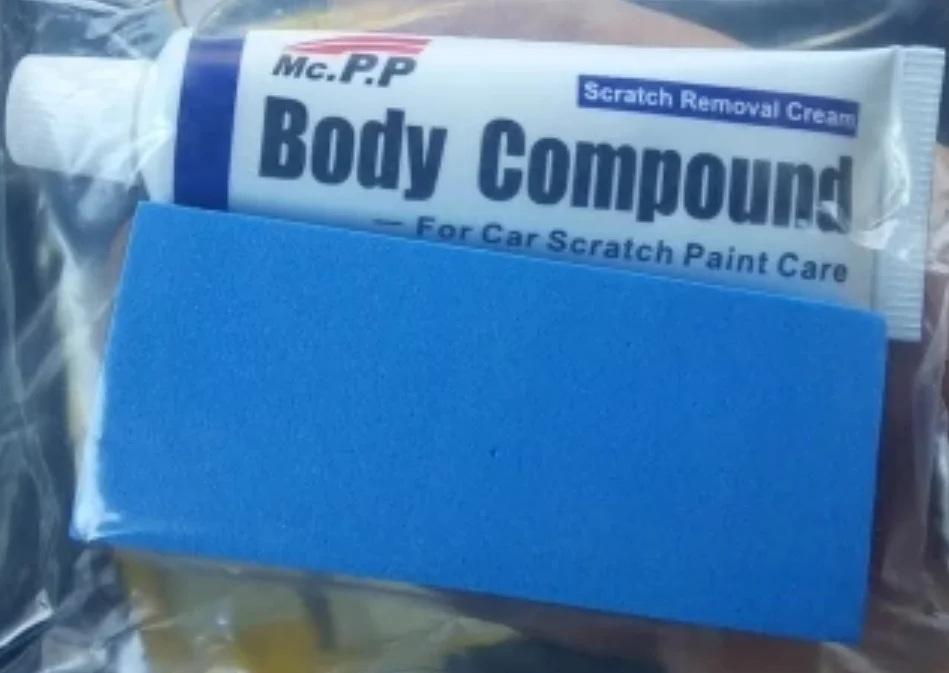 Mc.P.P
Scratch Removal Cream
Body Compound
— For Car Scratch Paint Care